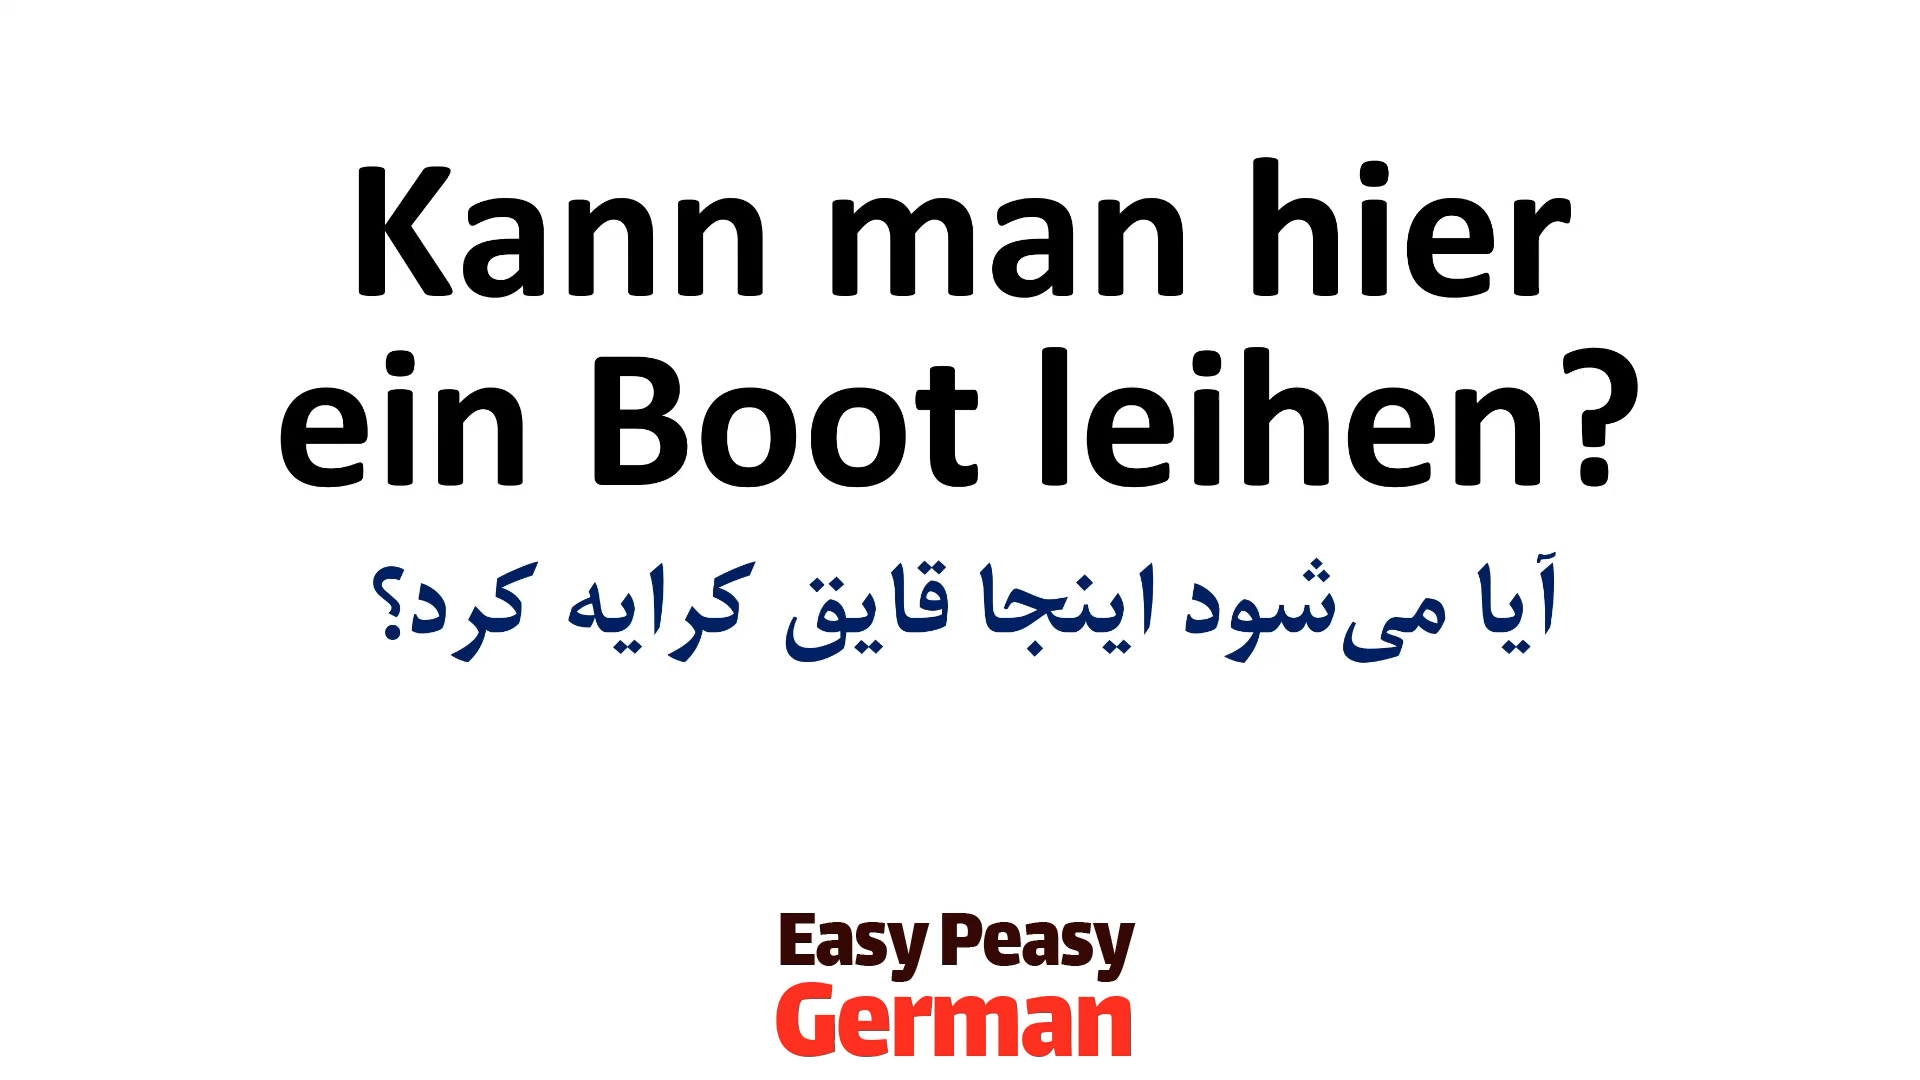 Kann man hier
ein Boot leihen?
آیا می‌شود اینجا قایق کرایه کرد؟
Easy Peasy
German